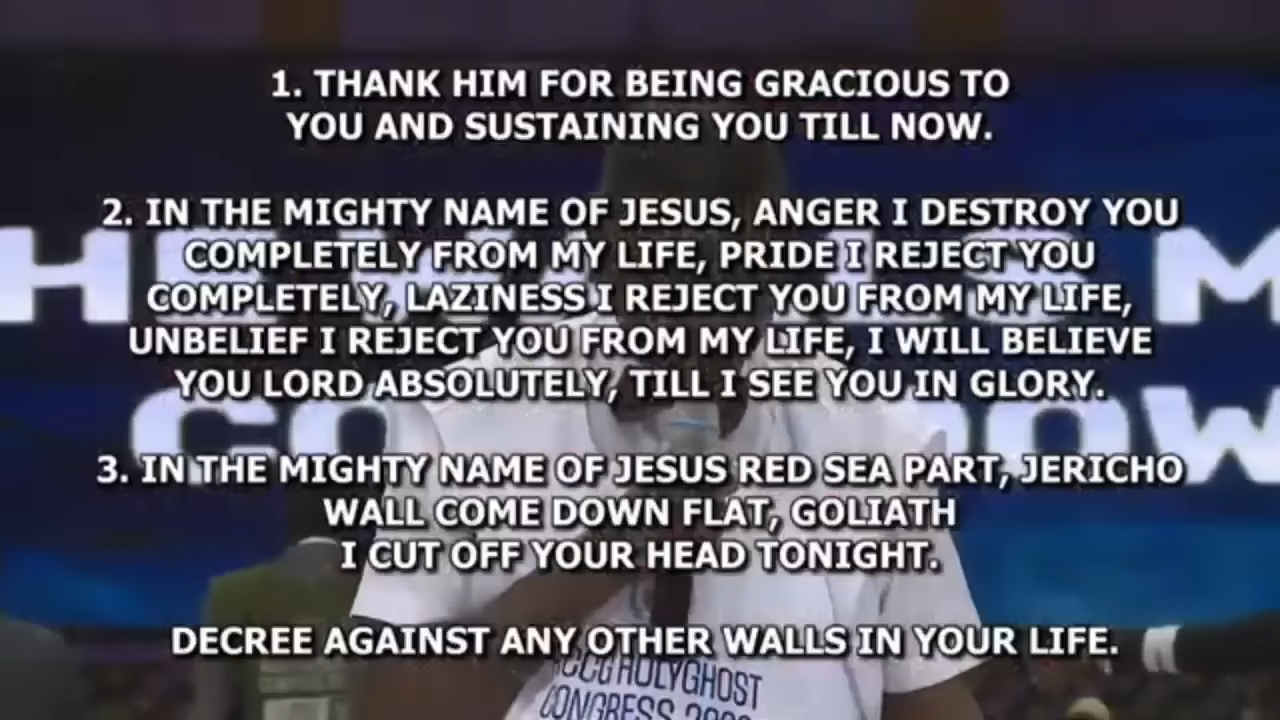 1. THANK HIM FOR BEING GRACIOUS TO
YOU AND SUSTAINING YOU TILL NOW.
2. IN THE MIGHTY NAME OF JESUS, ANGER I DESTROY YOU
COMPLETELY FROM MY LIFE, PRIDE I REJECT YOU
COMPLETELY, LAZINESS I REJECT YOU FROM MY LIFE,
UNBELIEF I REJECT YOU FROM MY LIFE, I WILL BELIEVE
YOU LORD ABSOLUTELY, TILL I SEE YOU IN GLORY.
3. IN THE MIGHTY NAME OF JESUS RED SEA PART, JERICHO
WALL COME DOWN FLAT, GOLIATH
I CUT OFF YOUR HEAD TONIGHT.
DECREE AGAINST ANY OTHER WALLS IN YOUR LIFE.
HOLYGHOST
CONGRESS